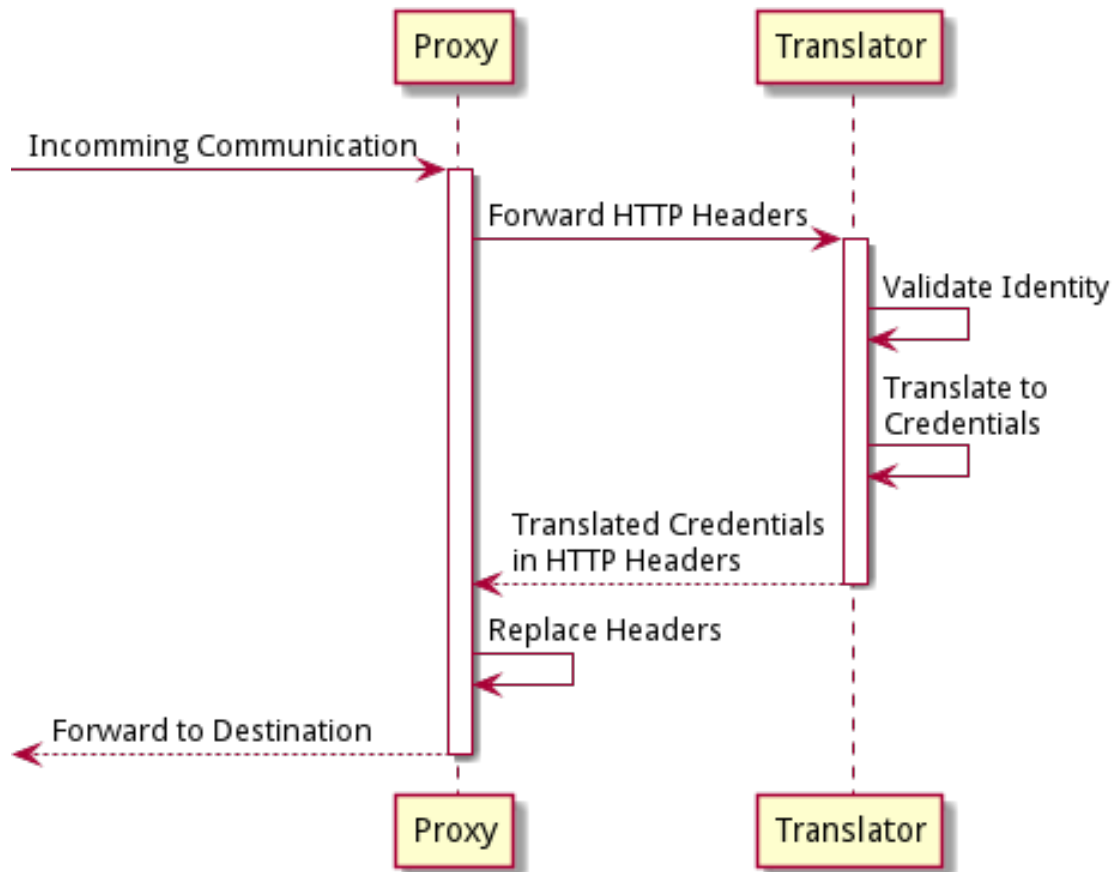 Proxy
Translator
Incomming Communication
Forward HTTP Headers
Validate Identity
Translate to
Credentials
Translated Credentials
in HTTP Headers
Replace Headers
Forward to Destination
Proxy
Translator